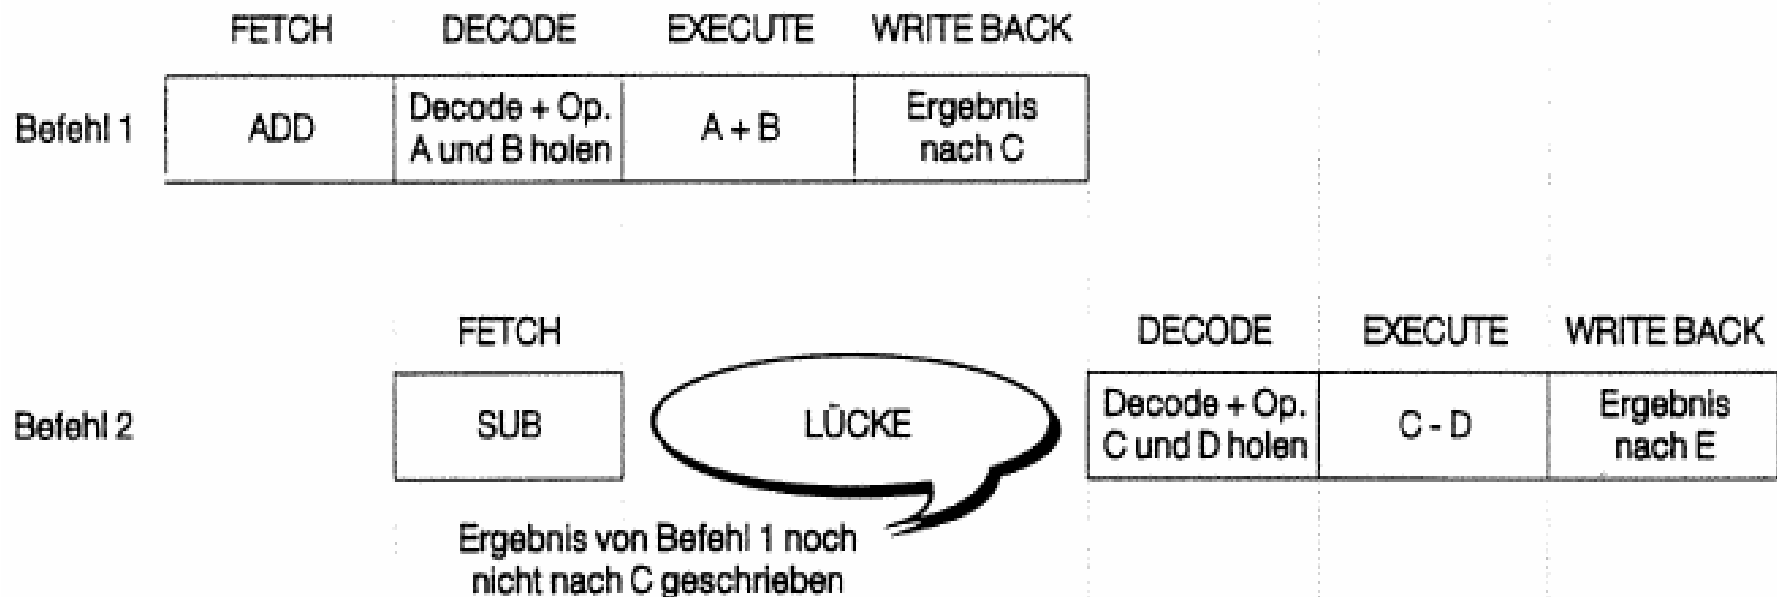 FETCH DECODE EXECUTE WRITE BACK
Befehl 1
ADD
Decode + Op.
A und B holen
A + B
Ergebnis
nach C
FETCH
DECODE EXECUTE WRITE BACK
Befehl 2
SUB
LÜCKE
Decode + Op.
C und D holen
C - D
Ergebnis
nach E
Ergebnis von Befehl 1 noch
nicht nach C geschrieben